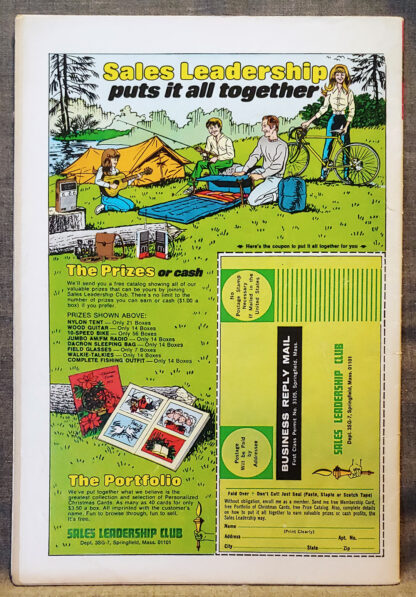 Sales Leadership
puts it all together
Here's the coupon to put it all together for you
The Prizes or cash
We'll send you a free catalog showing all of our
valuable prizes that can be yours by joining
Sales Leadership Club. There's no limit to the
number of prizes you can earn or cash ($1.00 a
box) if you prefer.
PRIZES SHOWN ABOVE:
NYLON TENT — Only 21 Boxes
WOOD GUITAR — Only 14 Boxes
10-SPEED BIKE — Only 56 Boxes
JUMBO AM/FM RADIO — Only 14 Boxes
DACRON SLEEPING BAG — Only 14 Boxes
FIELD GLASSES — Only 7 Boxes
WALKIE-TALKIES — Only 14 Boxes
COMPLETE FISHING OUTFIT — Only 14 Boxes
The Portfolio
We've put together what we believe is the
greatest collection and selection of Personalized
Christmas Cards. As many as 40 cards for only a
$3.50 a box. All imprinted with the customer's
name. Fun to browse through, fun to sell.
It's free.
SALES LEADERSHIP CLUB
Dept. 3SG-7, Springfield, Mass. 01101
No
Postage Stamp
Necessary
If Mailed in the
United States
Postage
Will be Paid
by
Addressee
BUSINESS REPLY MAIL
First Class Permit No. 3105, Springfield, Mass.
SALES LEADERSHIP CLUB
Dept. 3SG-7, Springfield, Mass. 01101
Fold Over • Don't Cut! Just Seal (Paste, Staple or Scotch Tape)
Without obligation, enroll me as a member. Send me free Membership Card,
free Portfolio of Christmas Cards, free Prize Catalog. Also, complete details
on how to put it all together to earn valuable prizes or cash profits, the
Sales Leadership way.
Name
(Print Clearly)
Address Apt. No.
City State Zip